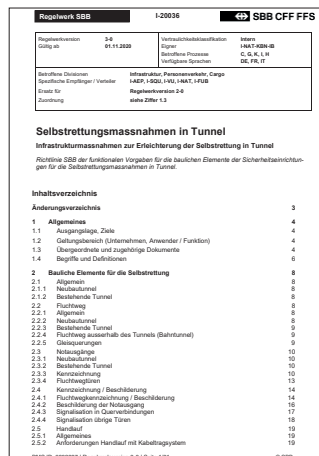 Regelwerk SBB I-20036 SBB CFF FFS
Regelwerkversion 3-0 Vertraulichkeitsklassifikation Intern
Gültig ab 01.11.2020 Eigner I-NAT-KBN-IB
Betroffene Prozesse C, G, K, I, H
Verfügbare Sprachen DE, FR, IT
Betroffene Divisionen Infrastruktur, Personenverkehr, Cargo
Spezifische Empfänger / Verteiler I-AEP, I-SQU, I-VU, I-NAT, I-FUB
Ersatz für Regelwerkversion 2-0
Zuordnung siehe Ziffer 1.3
Selbstrettungsmassnahmen in Tunnel
Infrastrukturmassnahmen zur Erleichterung der Selbstrettung in Tunnel
Richtlinie SBB der funktionalen Vorgaben für die baulichen Elemente der Sicherheitseinrichtun-
gen für die Selbstrettungsmassnahmen in Tunnel.
Inhaltsverzeichnis
Änderungsverzeichnis 3
1 Allgemeines 4
1.1 Ausgangslage, Ziele 4
1.2 Geltungsbereich (Unternehmen, Anwender / Funktion) 4
1.3 Übergeordnete und zugehörige Dokumente 4
1.4 Begriffe und Definitionen 6
2 Bauliche Elemente für die Selbstrettung 8
2.1 Allgemein 8
2.1.1 Neubautunnel 8
2.1.2 Bestehende Tunnel 8
2.2 Fluchtweg 8
2.2.1 Allgemein 8
2.2.2 Neubautunnel 8
2.2.3 Bestehende Tunnel 9
2.2.4 Fluchtweg ausserhalb des Tunnels (Bahntunnel) 9
2.2.5 Gleisquerungen 9
2.3 Notausgänge 10
2.3.1 Neubautunnel 10
2.3.2 Bestehende Tunnel 10
2.3.3 Kennzeichnung 10
2.3.4 Fluchtwegtüren 13
2.4 Kennzeichnung / Beschilderung 14
2.4.1 Fluchtwegkennzeichnung / Beschilderung 14
2.4.2 Beschilderung der Notausgang 16
2.4.3 Signalisation in Querverbindungen 17
2.4.4 Signalisation übrige Türen 18
2.5 Handlauf 19
2.5.1 Allgemeines 19
2.5.2 Anforderungen Handlauf mit Kabeltragsystem 19